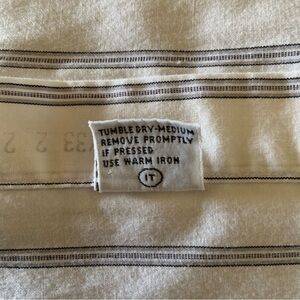 TUMBLE DRY-MEDIUM
REMOVE PROMPTLY
IF PRESSED
USE WARM IRON
IT